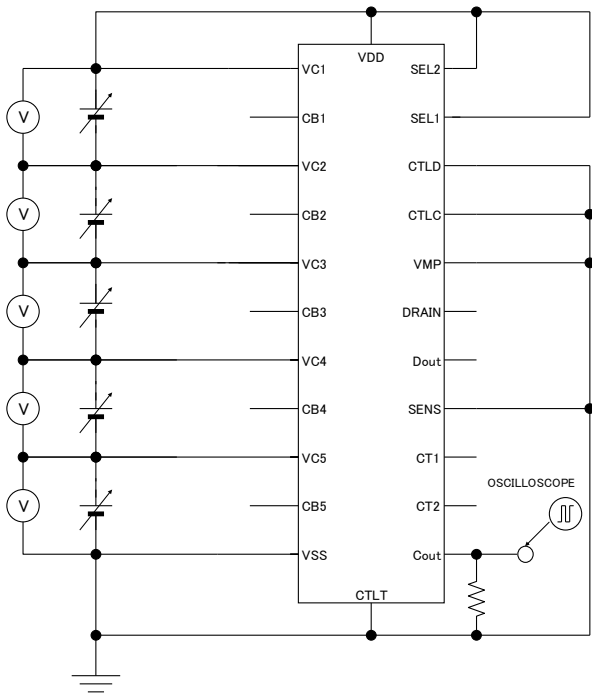 VDD
VC1
SEL2
V
CB1
SEL1
VC2
CTLD
V
CB2
CTLC
VC3
VMP
V
CB3
DRAIN
VC4
Dout
V
CB4
SENS
VC5
CT1
OSCILLOSCOPE
V
CB5
CT2
VSS
Cout
CTLT